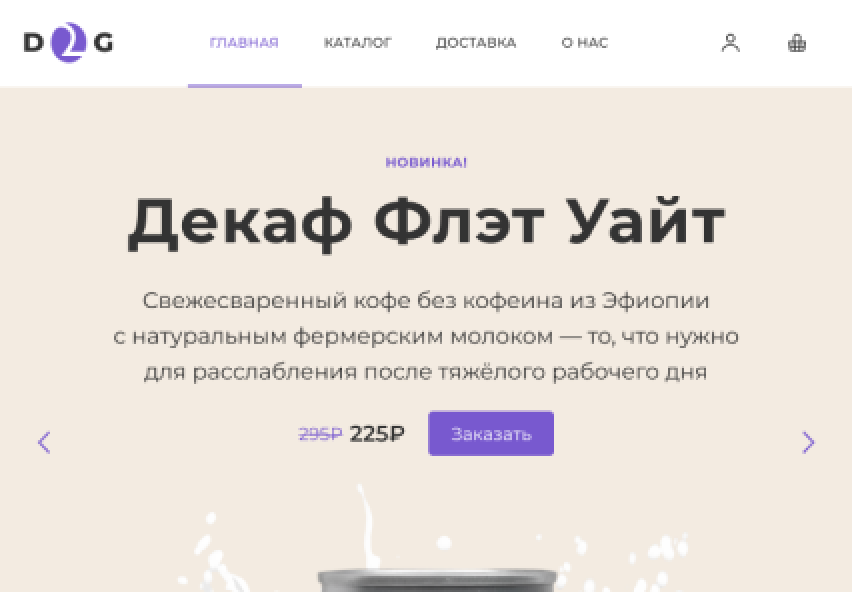 D2G
ГЛАВНАЯ
КАТАЛОГ
ДОСТАВКА
О НАС
НОВИНКА!
Декаф Флэт Уайт
Свежесваренный кофе без кофеина из Эфиопии
с натуральным фермерским молоком — то, что нужно
для расслабления после тяжёлого рабочего дня
295₽ 225₽ Заказать